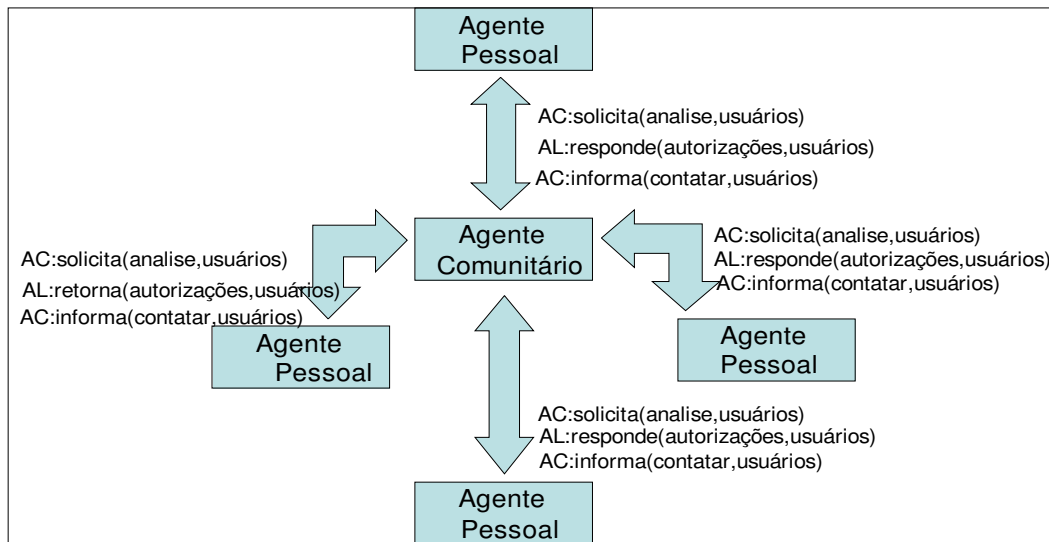 Agente
Pessoal
AC:solicita(analise,usuários)
AL:responde(autorizações,usuários)
AC:informa(contatar,usuários)
Agente
Comunitário
AC:solicita(analise,usuários)
AL:retorna(autorizações,usuários)
AC:informa(contatar,usuários)
AC:solicita(analise,usuários)
AL:responde(autorizações,usuários)
AC:informa(contatar,usuários)
Agente
Pessoal
Agente
Pessoal
AC:solicita(analise,usuários)
AL:responde(autorizações,usuários)
AC:informa(contatar,usuários)
Agente
Pessoal